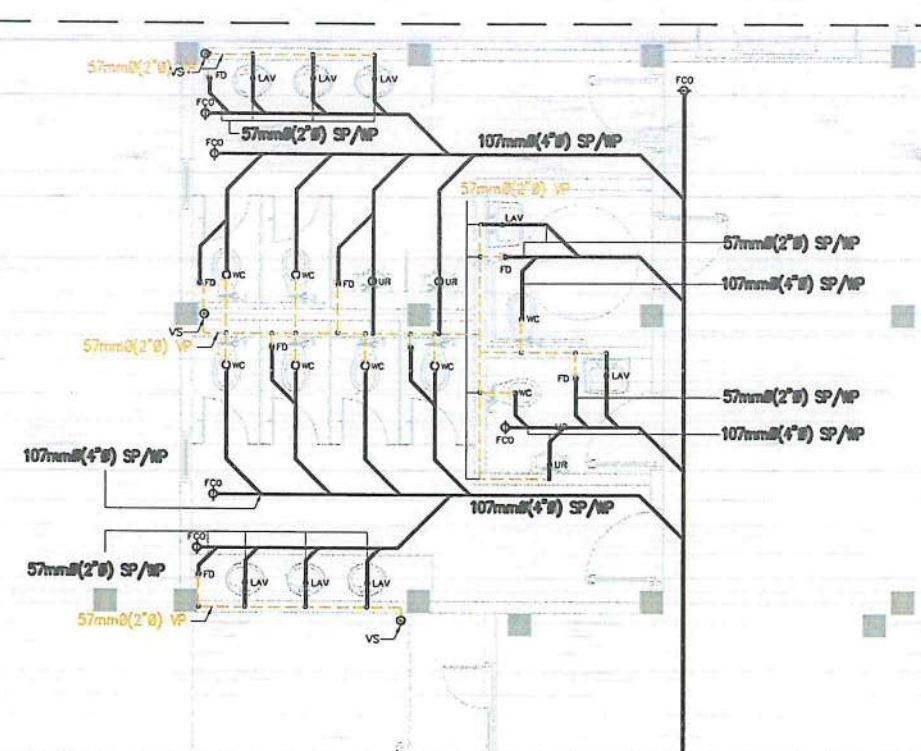 57mmØ(2"Ø) VP
VS
FD
LAV
LAV
LAV
FCO
FCO
57mmØ(2"Ø) SP/WP
FCO
107mmØ(4"Ø) SP/WP
57mmØ(2"Ø) VP
LAV
57mmØ(2"Ø) SP/WP
FD
107mmØ(4"Ø) SP/WP
FD
WC
WC
FD
UR
UR
WC
VS
57mmØ(2"Ø) VP
FD
WC
WC
WC
WC
FD
LAV
WC
57mmØ(2"Ø) SP/WP
FCO
107mmØ(4"Ø) SP/WP
UR
107mmØ(4"Ø) SP/WP
FCO
107mmØ(4"Ø) SP/WP
FCO
57mmØ(2"Ø) SP/WP
FD
LAV
LAV
LAV
57mmØ(2"Ø) VP
VS